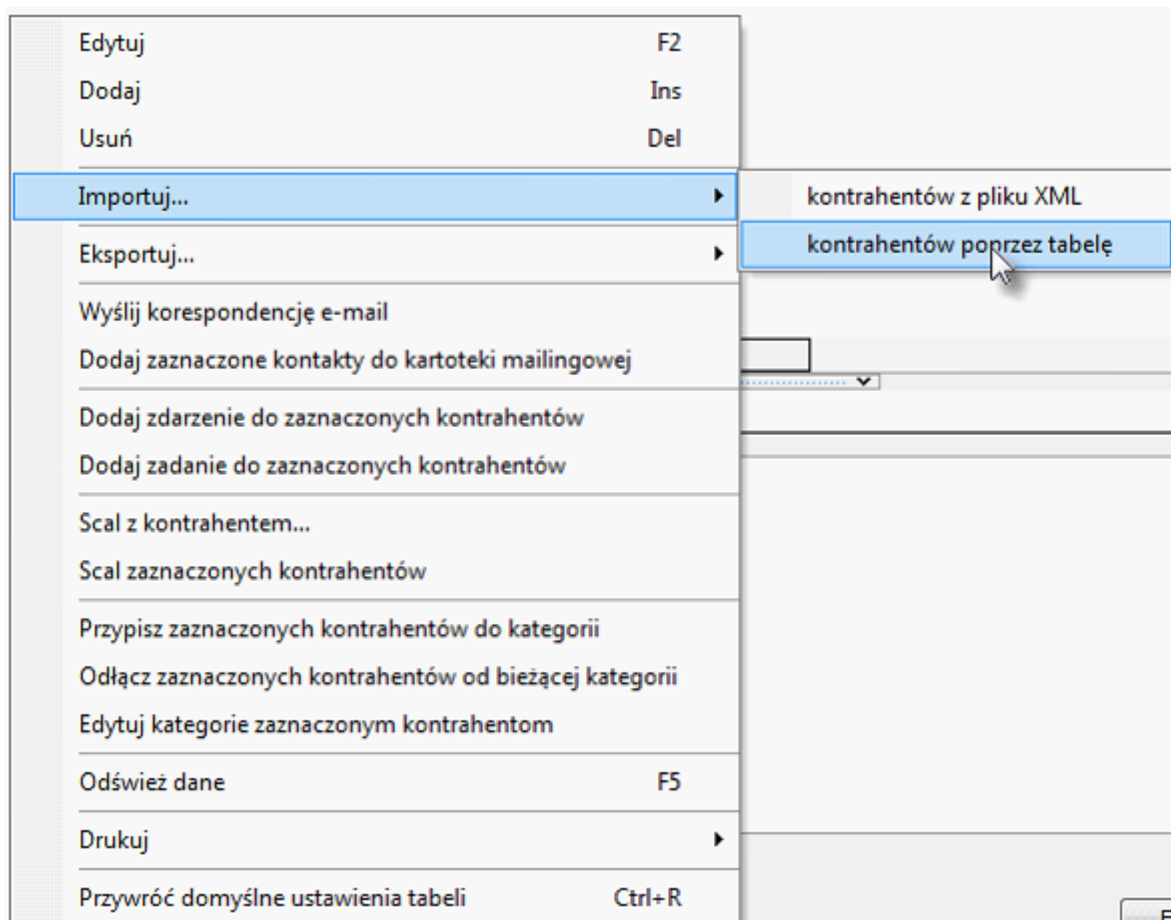 Edytuj F2
Dodaj Ins
Usuń Del
Importuj...
kontrahentów z pliku XML
kontrahentów poprzez tabelę
Eksportuj...
Wyślij korespondencję e-mail
Dodaj zaznaczone kontakty do kartoteki mailingowej
Dodaj zdarzenie do zaznaczonych kontrahentów
Dodaj zadanie do zaznaczonych kontrahentów
Scal z kontrahentem...
Scal zaznaczonych kontrahentów
Przypisz zaznaczonych kontrahentów do kategorii
Odłącz zaznaczonych kontrahentów od bieżącej kategorii
Edytuj kategorie zaznaczonym kontrahentom
Odśwież dane F5
Drukuj
Przywróć domyślne ustawienia tabeli Ctrl+R